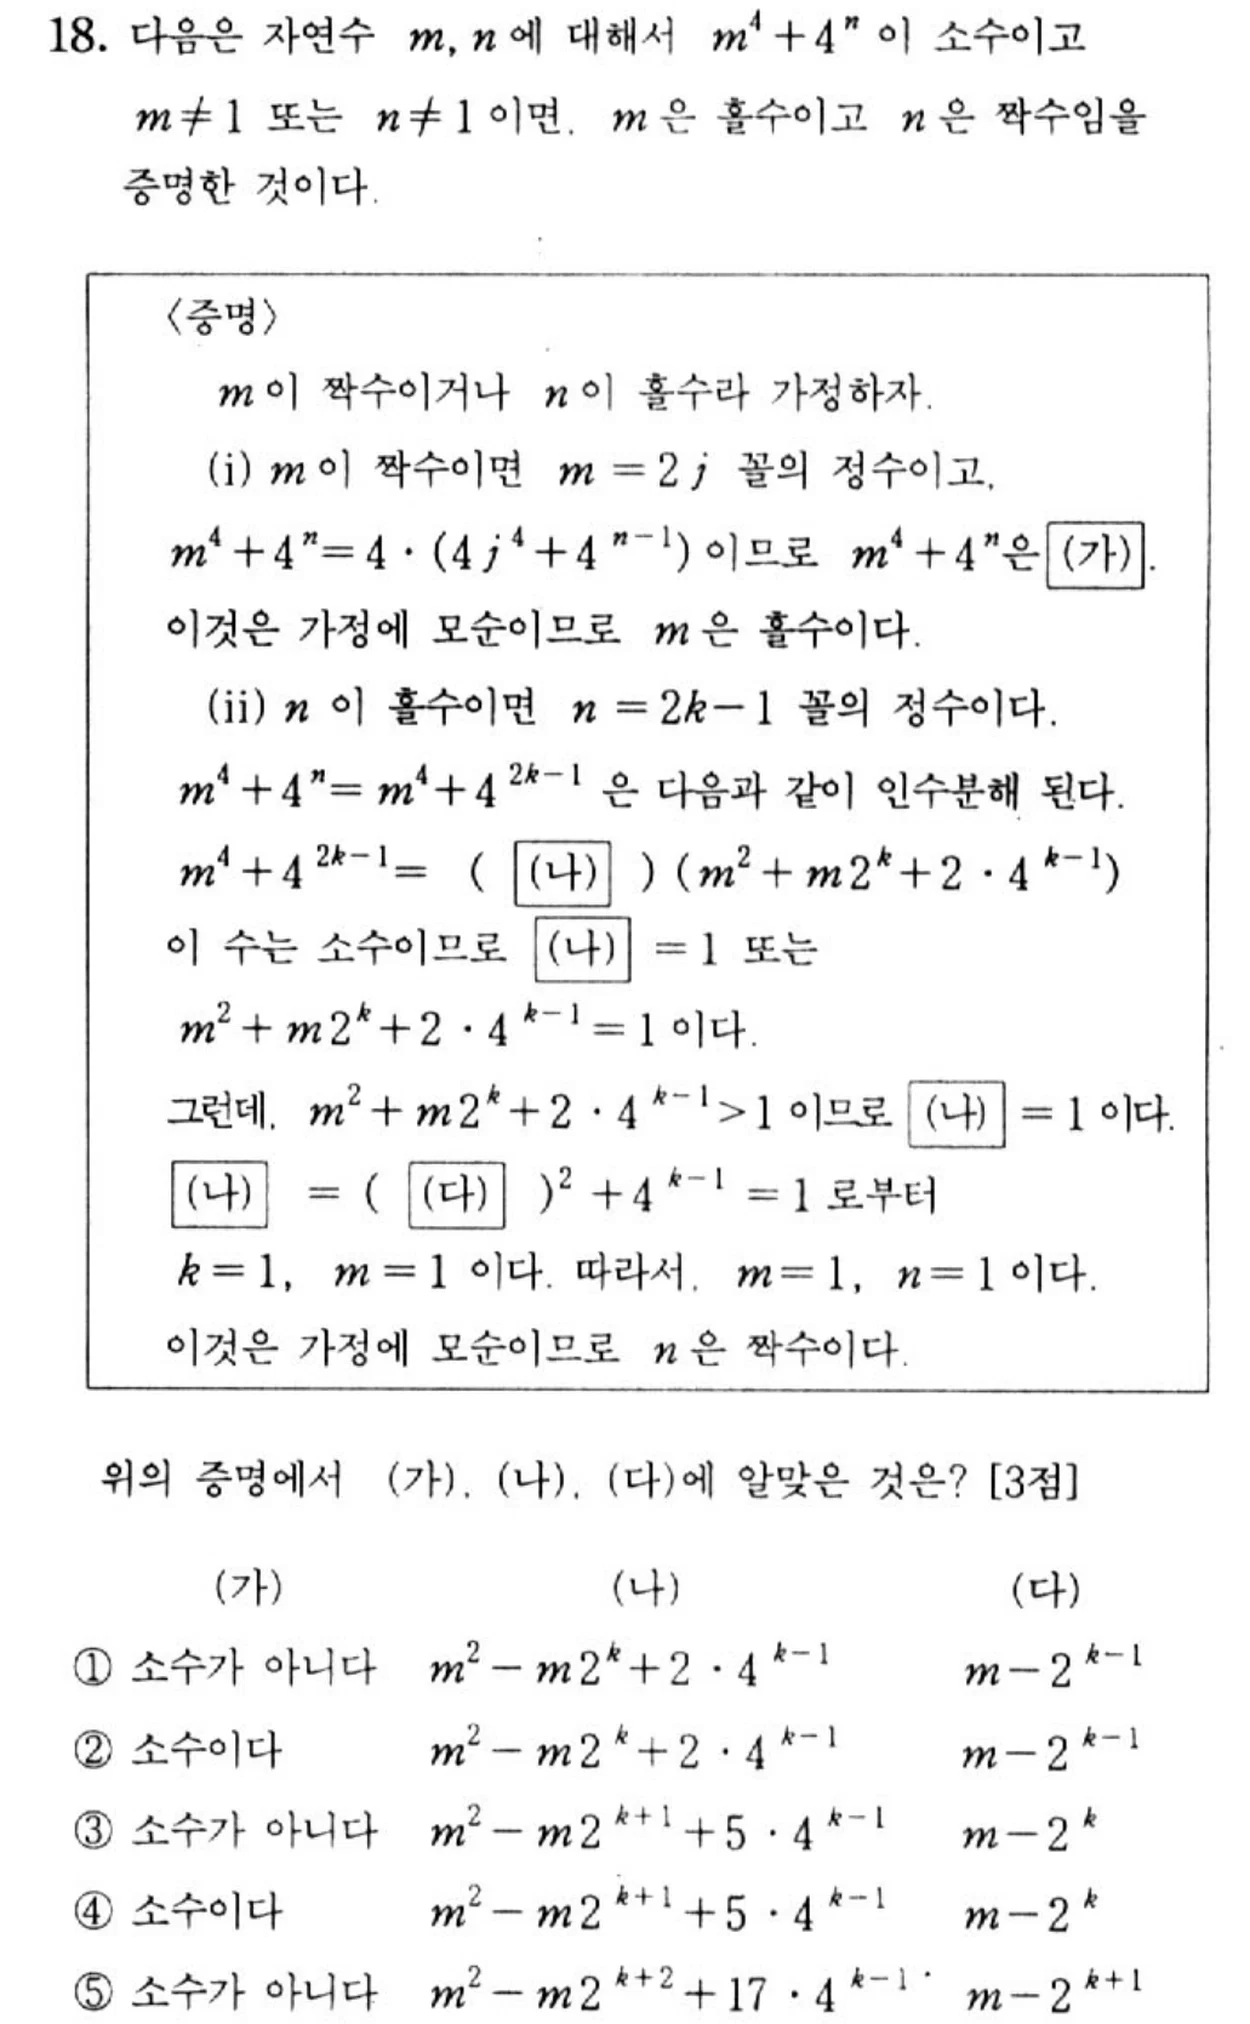 18. 다음은 자연수 m, n에 대해서 m⁴+4ⁿ이 소수이고
m≠1 또는 n≠1이면, m은 홀수이고 n은 짝수임을
증명한 것이다.
〈증명〉
m이 짝수이거나 n이 홀수라 가정하자.
(i) m이 짝수이면 m=2j 꼴의 정수이고,
m⁴+4ⁿ=4·(4j⁴+4ⁿ⁻¹)이므로 m⁴+4ⁿ은 (가).
이것은 가정에 모순이므로 m은 홀수이다.
(ii) n이 홀수이면 n=2k-1 꼴의 정수이다.
m⁴+4ⁿ=m⁴+4²ᵏ⁻¹은 다음과 같이 인수분해 된다.
m⁴+4²ᵏ⁻¹= ( (나) ) (m²+m2ᵏ+2·4ᵏ⁻¹)
이 수는 소수이므로 (나) =1 또는
m²+m2ᵏ+2·4ᵏ⁻¹=1이다.
그런데, m²+m2ᵏ+2·4ᵏ⁻¹>1이므로 (나) =1이다.
(나) = ( (다) )²+4ᵏ⁻¹=1로부터
k=1, m=1이다. 따라서, m=1, n=1이다.
이것은 가정에 모순이므로 n은 짝수이다.
위의 증명에서 (가), (나), (다)에 알맞은 것은? [3점]
(가) (나) (다)
① 소수가 아니다 m²-m2ᵏ+2·4ᵏ⁻¹ m-2ᵏ⁻¹
② 소수이다 m²-m2ᵏ+2·4ᵏ⁻¹ m-2ᵏ⁻¹
③ 소수가 아니다 m²-m2ᵏ⁺¹+5·4ᵏ⁻¹ m-2ᵏ
④ 소수이다 m²-m2ᵏ⁺¹+5·4ᵏ⁻¹ m-2ᵏ
⑤ 소수가 아니다 m²-m2ᵏ⁺²+17·4ᵏ⁻¹ m-2ᵏ⁺¹